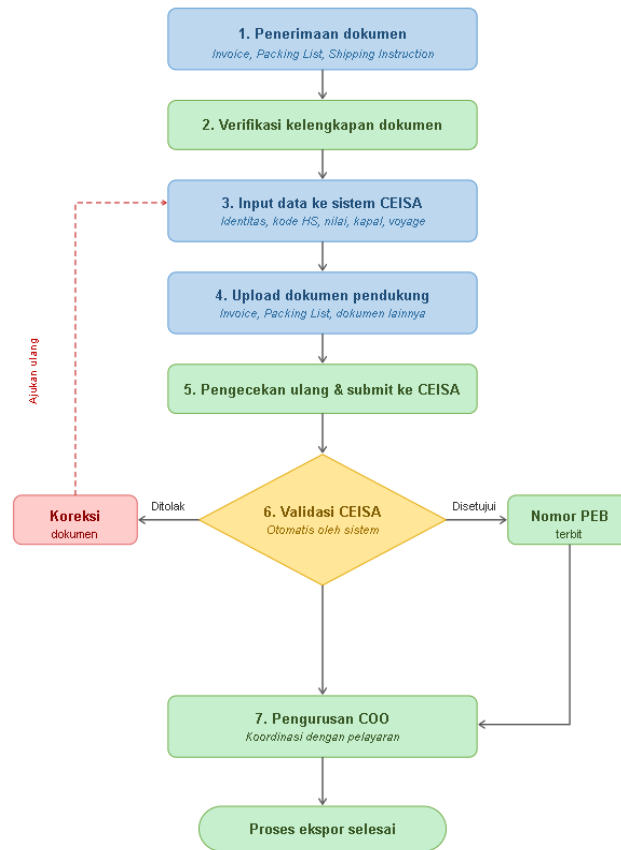 1. Penerimaan dokumen
Invoice, Packing List, Shipping Instruction
2. Verifikasi kelengkapan dokumen
3. Input data ke sistem CEISA
Identitas, kode HS, nilai, kapal, voyage
4. Upload dokumen pendukung
Invoice, Packing List, dokumen lainnya
Ajukan ulang
5. Pengecekan ulang & submit ke CEISA
6. Validasi CEISA
Otomatis oleh sistem
Ditolak
Koreksi
dokumen
Disetujui
Nomor PEB
terbit
7. Pengurusan COO
Koordinasi dengan pelayaran
Proses ekspor selesai